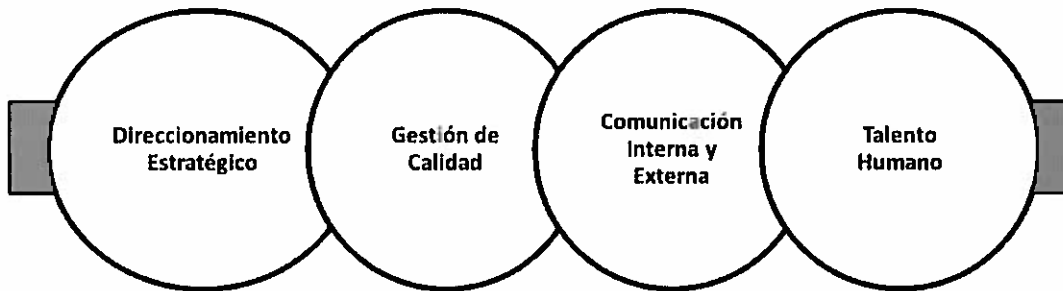 Direccionamiento
Estratégico
Gestión de
Calidad
Comunicación
Interna y
Externa
Talento
Humano